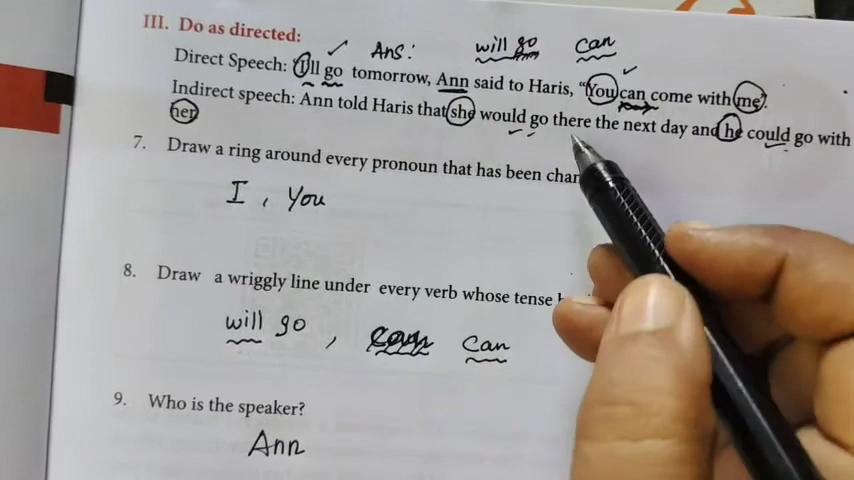 III. Do as directed:
Ans: will go can
Direct Speech: I'll go tomorrow, Ann said to Haris, “You can come with me”.
Indirect speech: Ann told Haris that she would go there the next day and he could go with
her
7. Draw a ring around every pronoun that has been
I, You
8. Draw a wriggly line under every verb whose tense
will go, can
9. Who is the speaker?
Ann